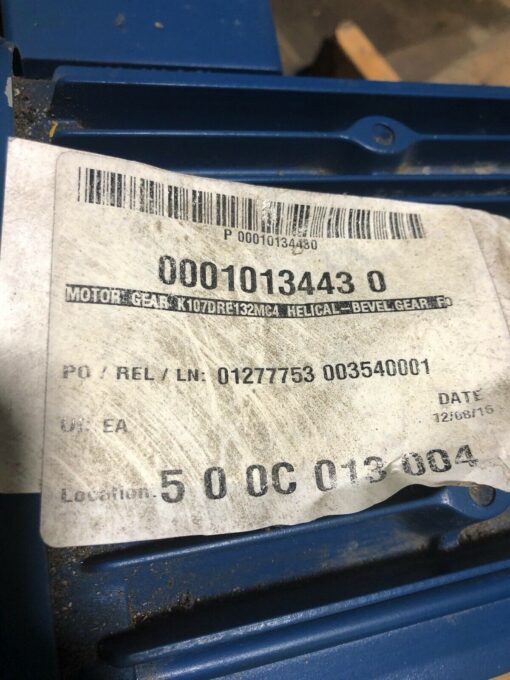 P 00010134430
0001013443 0
MOTOR GEAR K107DRE132MC4 HELICAL-BEVEL GEAR FO
PO / REL / LN: 01277753 003540001
DATE
UI: EA
12/08/16
Location: 5 0 0C 013 004